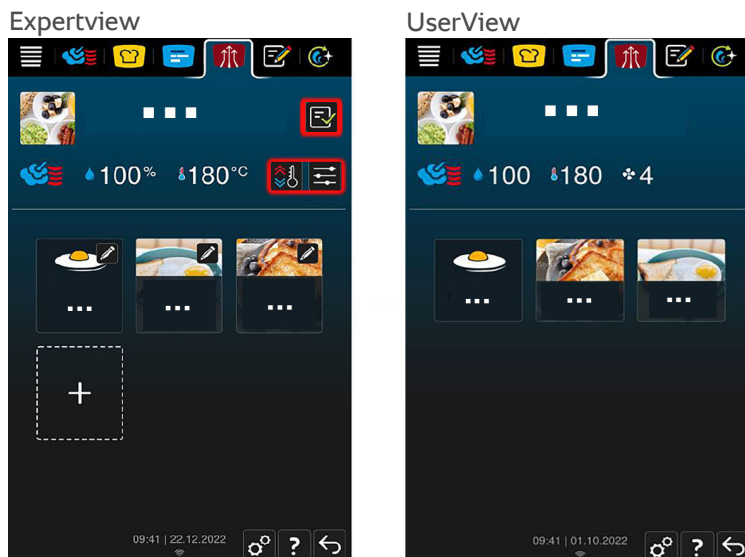 Expertview
UserView
100% 180°C
100 180 4
...
...
... ... ...
... ... ...
+
09:41 | 22.12.2022
?
09:41 | 01.10.2022
?